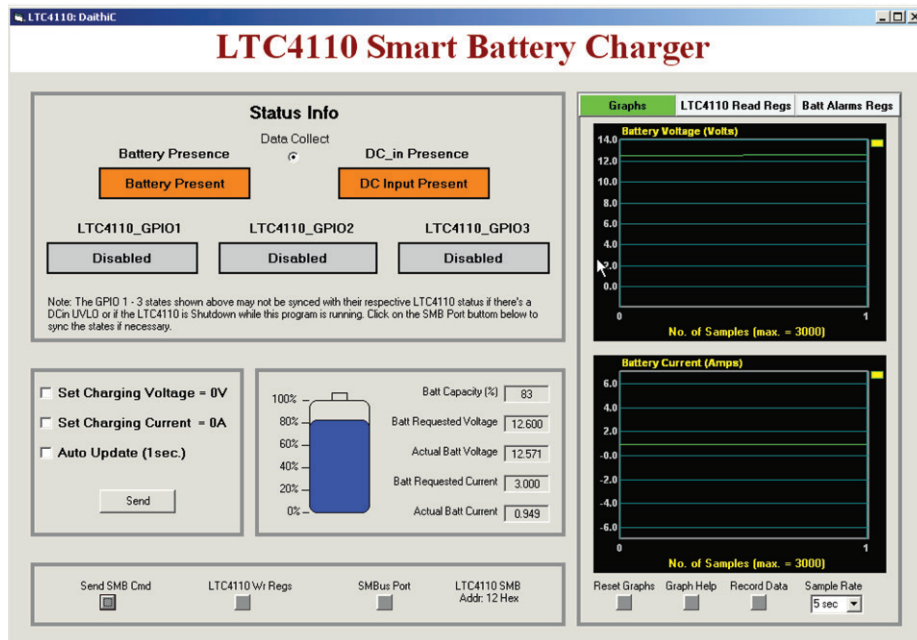 LTC4110: DaithiC
LTC4110 Smart Battery Charger
Status Info
Data Collect
Battery Presence
DC_in Presence
Battery Present
DC Input Present
LTC4110_GPIO1
LTC4110_GPIO2
LTC4110_GPIO3
Disabled
Disabled
Disabled
Note: The GPIO 1 - 3 states shown above may not be synced with their respective LTC4110 status if there's a
DCin UVLO or if the LTC4110 is Shutdown while this program is running. Click on the SMB Port buttom below to
sync the states if necessary.
Set Charging Voltage = 0V
Set Charging Current = 0A
Auto Update (1sec.)
Send
100%
80%
60%
40%
20%
0%
Batt Capacity (%) 83
Batt Requested Voltage 12.600
Actual Batt Voltage 12.571
Batt Requested Current 3.000
Actual Batt Current 0.949
Send SMB Cmd
LTC4110 Wr Regs
SMBus Port
LTC4110 SMB
Addr: 12 Hex
Graphs
LTC4110 Read Regs
Batt Alarms Regs
Battery Voltage (Volts)
14.0
12.0
10.0
8.0
6.0
4.0
2.0
0.0
0 1
No. of Samples (max. = 3000)
Battery Current (Amps)
6.0
4.0
2.0
-0.0
-2.0
-4.0
-6.0
0 1
No. of Samples (max. = 3000)
Reset Graphs
Graph Help
Record Data
Sample Rate
5 sec